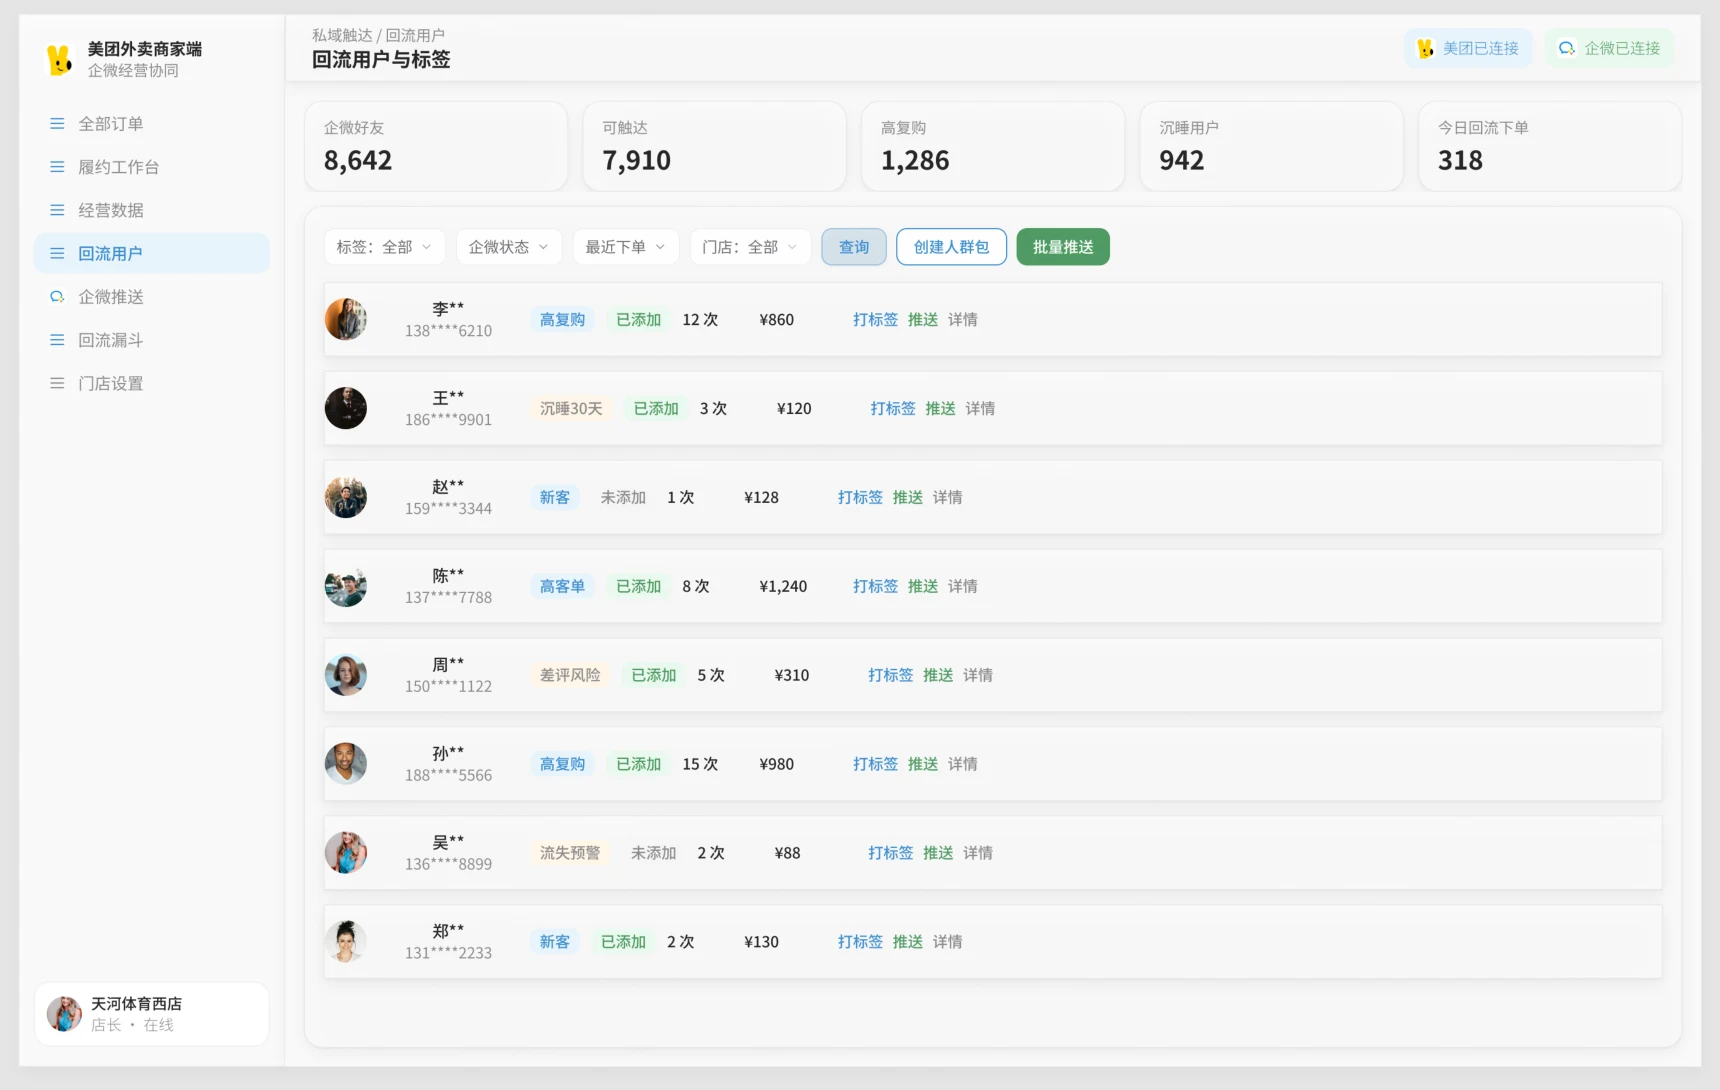 美团外卖商家端
企微经营协同
全部订单
履约工作台
经营数据
回流用户
企微推送
回流漏斗
门店设置
天河体育西店
店长 · 在线
私域触达 / 回流用户
回流用户与标签
美团已连接
企微已连接
企微好友
8,642
可触达
7,910
高复购
1,286
沉睡用户
942
今日回流下单
318
标签：全部 企微状态 最近下单 门店：全部 查询 创建人群包 批量推送
李**
138****6210
高复购 已添加 12 次 ¥860 打标签 推送 详情
王**
186****9901
沉睡30天 已添加 3 次 ¥120 打标签 推送 详情
赵**
159****3344
新客 未添加 1 次 ¥128 打标签 推送 详情
陈**
137****7788
高客单 已添加 8 次 ¥1,240 打标签 推送 详情
周**
150****1122
差评风险 已添加 5 次 ¥310 打标签 推送 详情
孙**
188****5566
高复购 已添加 15 次 ¥980 打标签 推送 详情
吴**
136****8899
流失预警 未添加 2 次 ¥88 打标签 推送 详情
郑**
131****2233
新客 已添加 2 次 ¥130 打标签 推送 详情